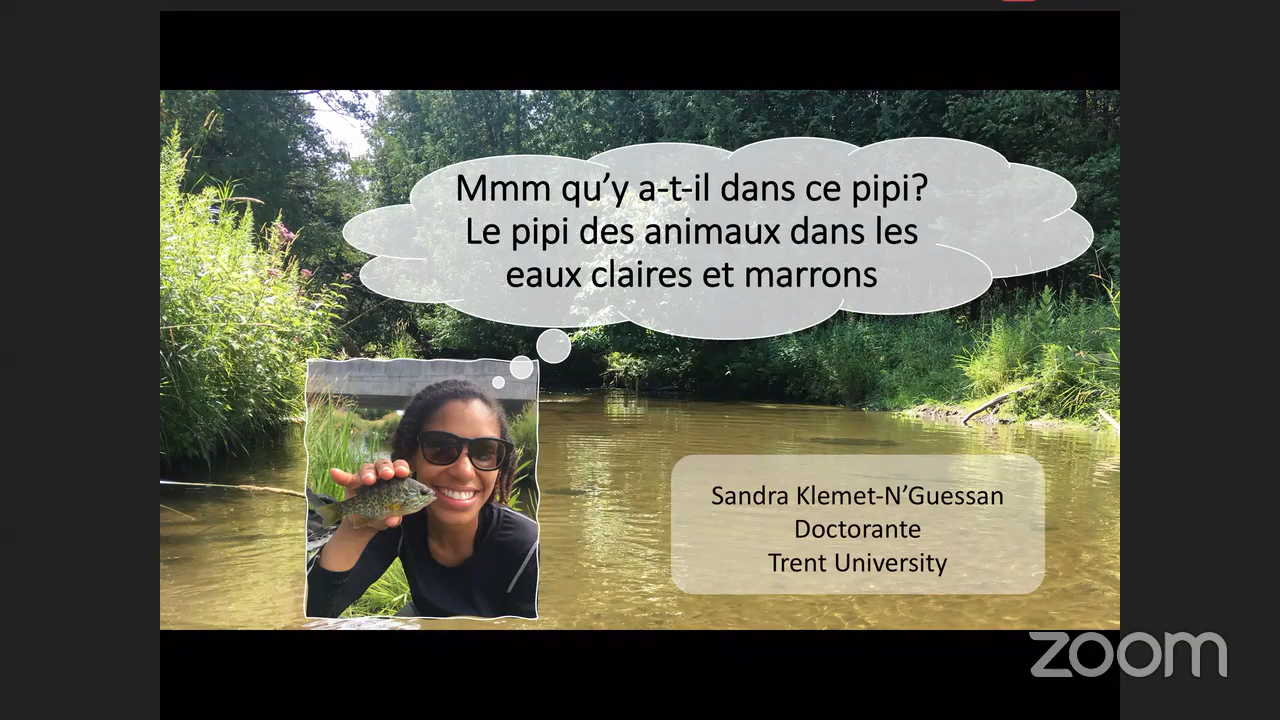 Mmm qu’y a-t-il dans ce pipi?
Le pipi des animaux dans les
eaux claires et marrons
Sandra Klemet-N’Guessan
Doctorante
Trent University
zoom